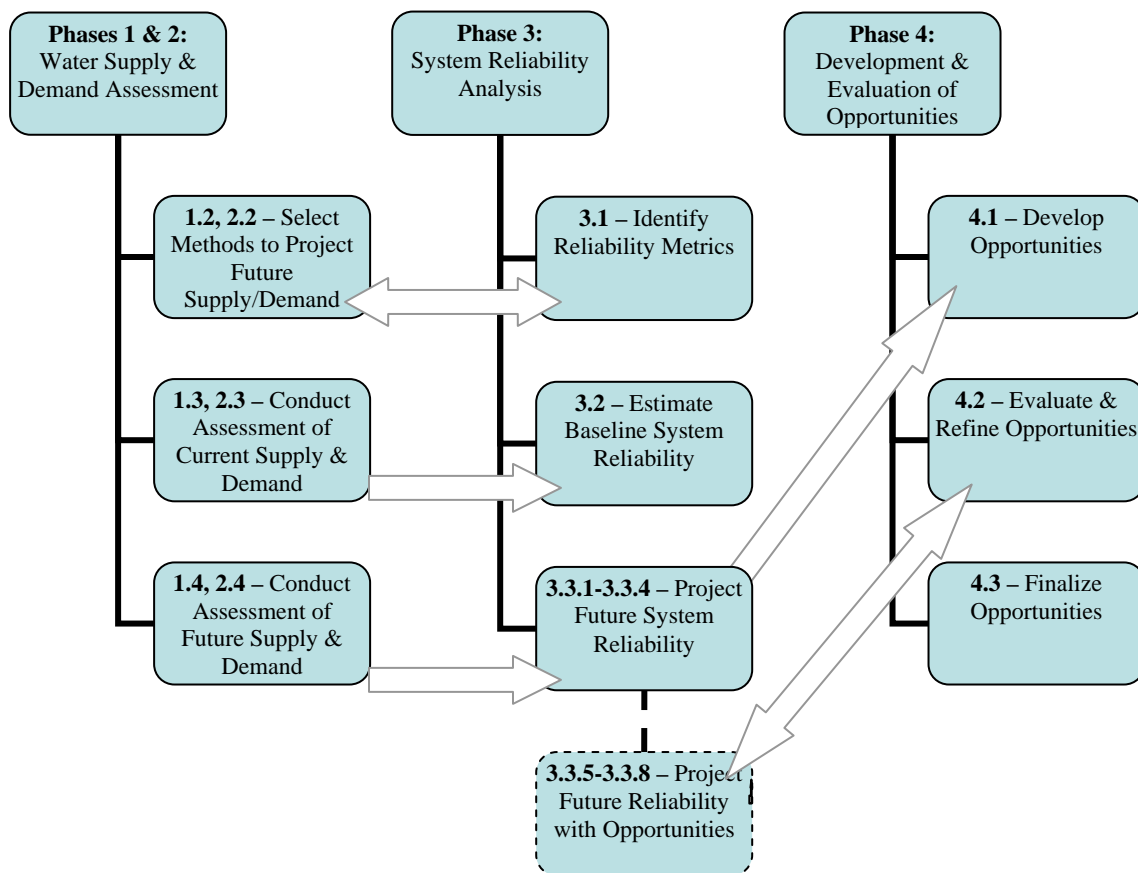 Phases 1 & 2:
Water Supply &
Demand Assessment
Phase 3:
System Reliability
Analysis
Phase 4:
Development &
Evaluation of
Opportunities
1.2, 2.2 – Select
Methods to Project
Future
Supply/Demand
3.1 – Identify
Reliability Metrics
4.1 – Develop
Opportunities
1.3, 2.3 – Conduct
Assessment of
Current Supply &
Demand
3.2 – Estimate
Baseline System
Reliability
4.2 – Evaluate &
Refine Opportunities
1.4, 2.4 – Conduct
Assessment of
Future Supply &
Demand
3.3.1-3.3.4 – Project
Future System
Reliability
4.3 – Finalize
Opportunities
3.3.5-3.3.8 – Project
Future Reliability
with Opportunities